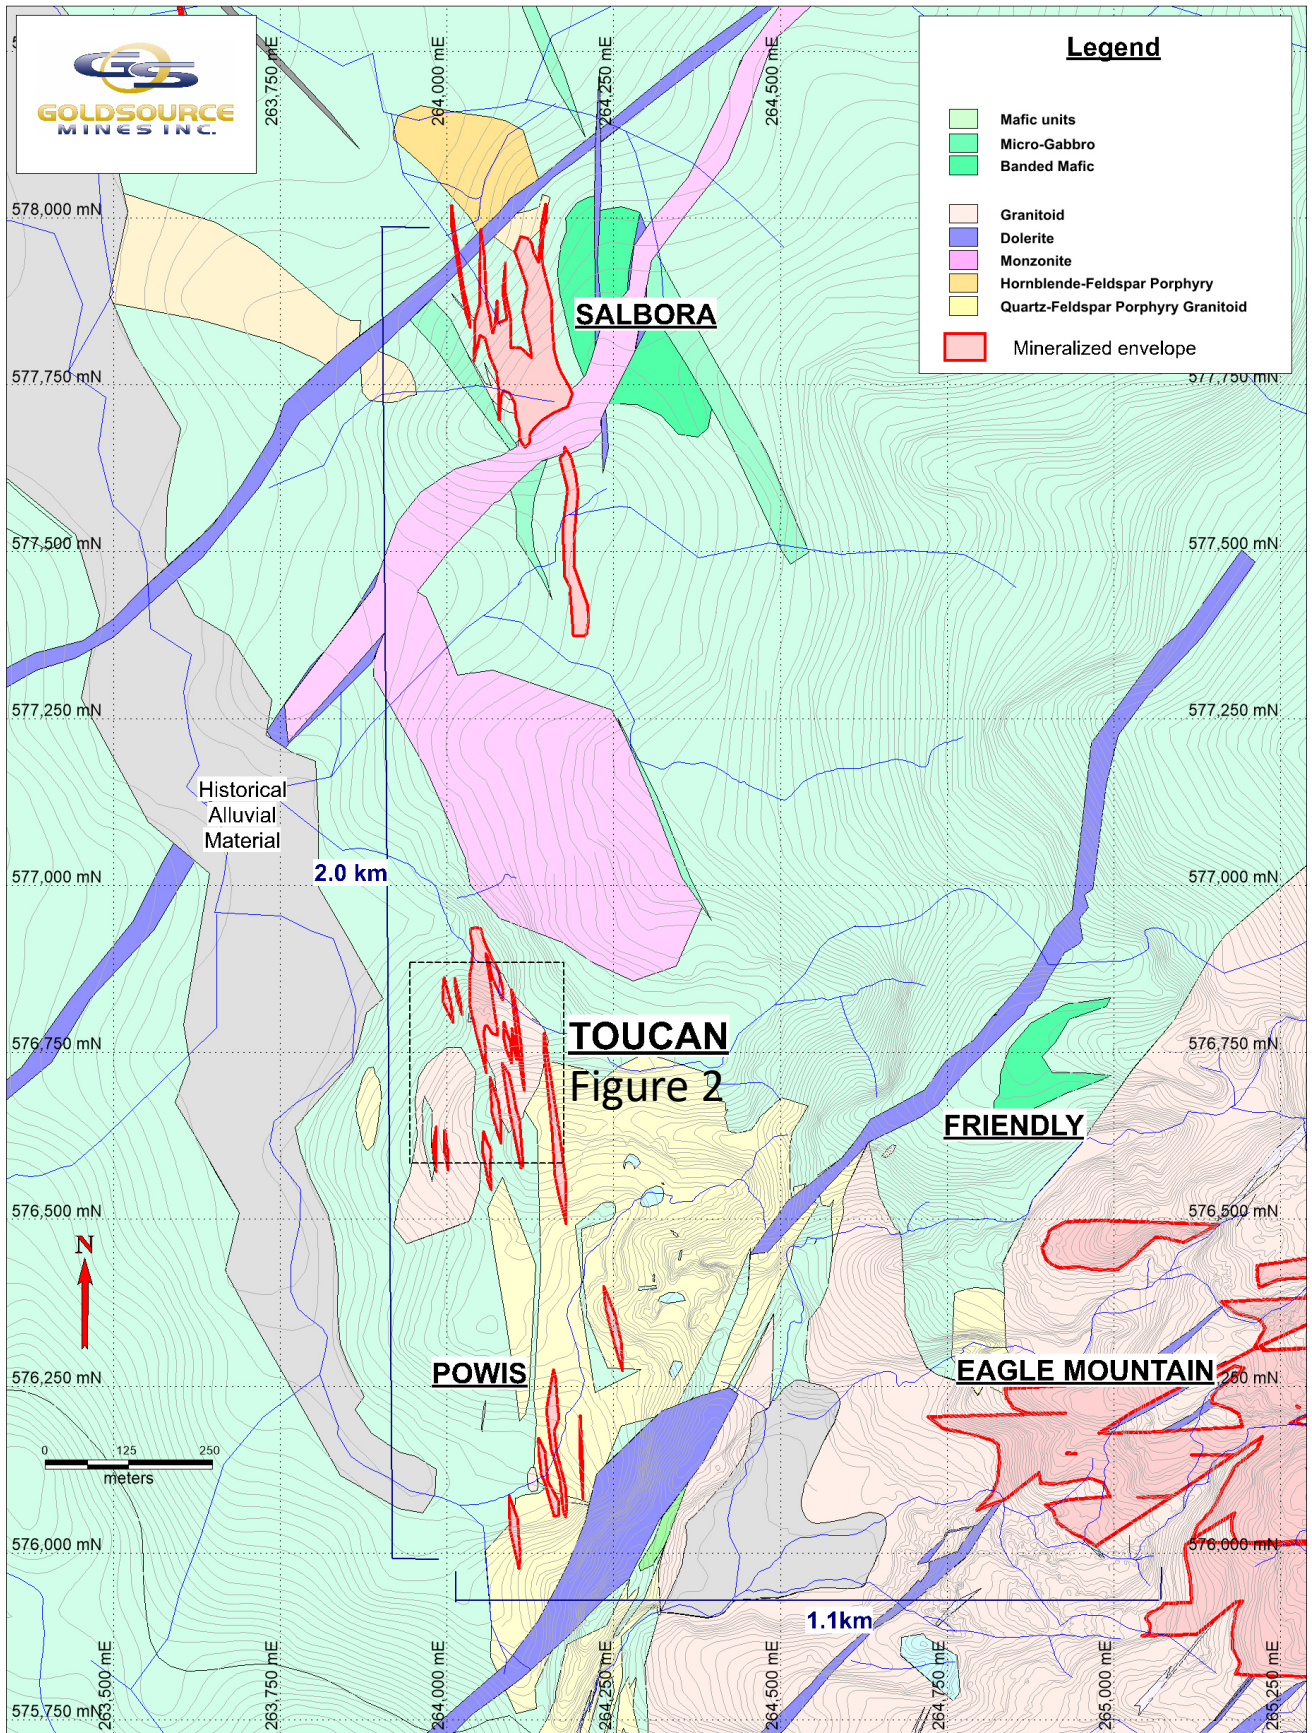 GS
GOLDSOURCE
MINES INC.
263,750 mE
264,000 mE
264,250 mE
264,500 mE
Legend
Mafic units
Micro-Gabbro
Banded Mafic
Granitoid
Dolerite
Monzonite
Hornblende-Feldspar Porphyry
Quartz-Feldspar Porphyry Granitoid
Mineralized envelope
578,000 mN
SALBORA
577,750 mN
577,750 mN
577,500 mN
577,500 mN
577,250 mN
577,250 mN
Historical
Alluvial
Material
2.0 km
577,000 mN
577,000 mN
TOUCAN
Figure 2
576,750 mN
576,750 mN
FRIENDLY
576,500 mN
576,500 mN
N
POWIS
EAGLE MOUNTAIN
576,250 mN
,250 mN
0 125 250
meters
576,000 mN
576,000 mN
1.1km
263,500 mE
263,750 mE
264,000 mE
264,250 mE
264,500 mE
264,750 mE
265,000 mE
265,250 mE
575,750 mN